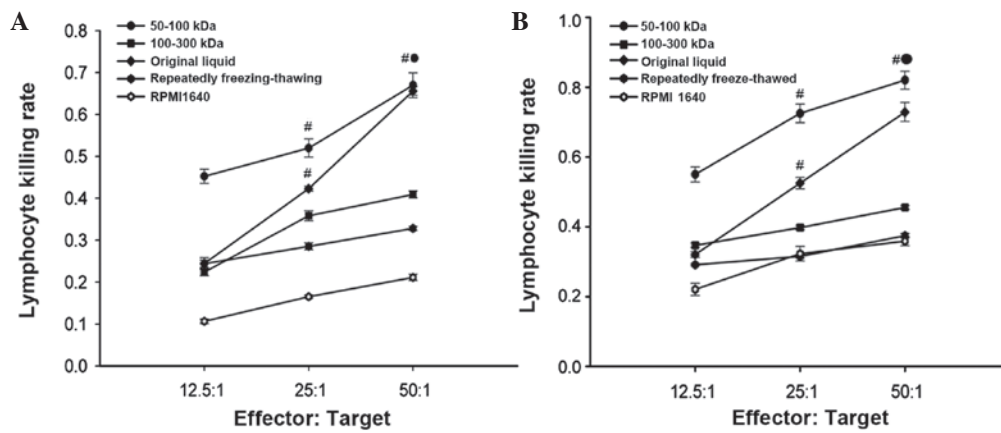 A
0.8
0.7
0.6
0.5
0.4
0.3
0.2
0.1
0.0
Lymphocyte killing rate
50-100 kDa
100-300 kDa
Original liquid
Repeatedly freezing-thawing
RPMI1640
#
#
#●
12.5:1 25:1 50:1
Effector: Target
B
1.0
0.8
0.6
0.4
0.2
0.0
Lymphocyte killing rate
50-100 kDa
100-300 kDa
Original liquid
Repeatedly freeze-thawed
RPMI 1640
#
#
#●
12.5:1 25:1 50:1
Effector: Target